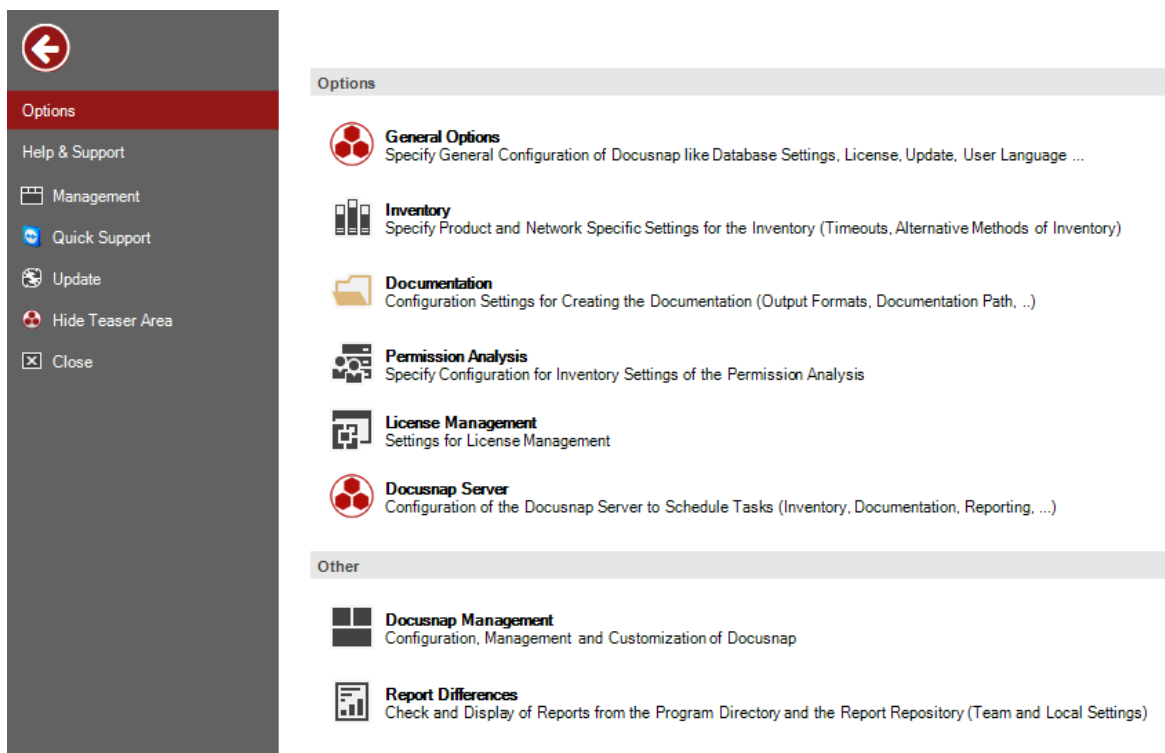 Options
Help & Support
Management
Quick Support
Update
Hide Teaser Area
Close
Options
General Options
Specify General Configuration of Docusnap like Database Settings, License, Update, User Language ...
Inventory
Specify Product and Network Specific Settings for the Inventory (Timeouts, Alternative Methods of Inventory)
Documentation
Configuration Settings for Creating the Documentation (Output Formats, Documentation Path, ..)
Permission Analysis
Specify Configuration for Inventory Settings of the Permission Analysis
License Management
Settings for License Management
Docusnap Server
Configuration of the Docusnap Server to Schedule Tasks (Inventory, Documentation, Reporting, ...)
Other
Docusnap Management
Configuration, Management and Customization of Docusnap
Report Differences
Check and Display of Reports from the Program Directory and the Report Repository (Team and Local Settings)